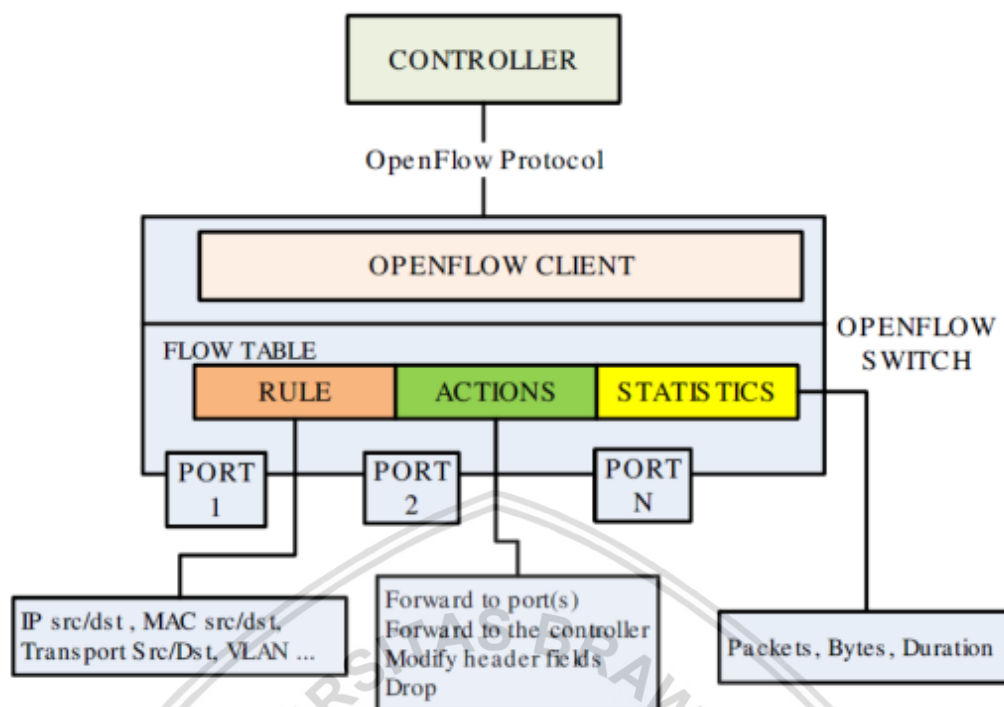 CONTROLLER
OpenFlow Protocol
OPENFLOW CLIENT
OPENFLOW
SWITCH
FLOW TABLE
RULE
ACTIONS
STATISTICS
PORT
1
PORT
2
PORT
N
IP src/dst , MAC src/dst,
Transport Src/Dst, VLAN ...
Forward to port(s)
Forward to the controller
Modify header fields
Drop
Packets, Bytes, Duration